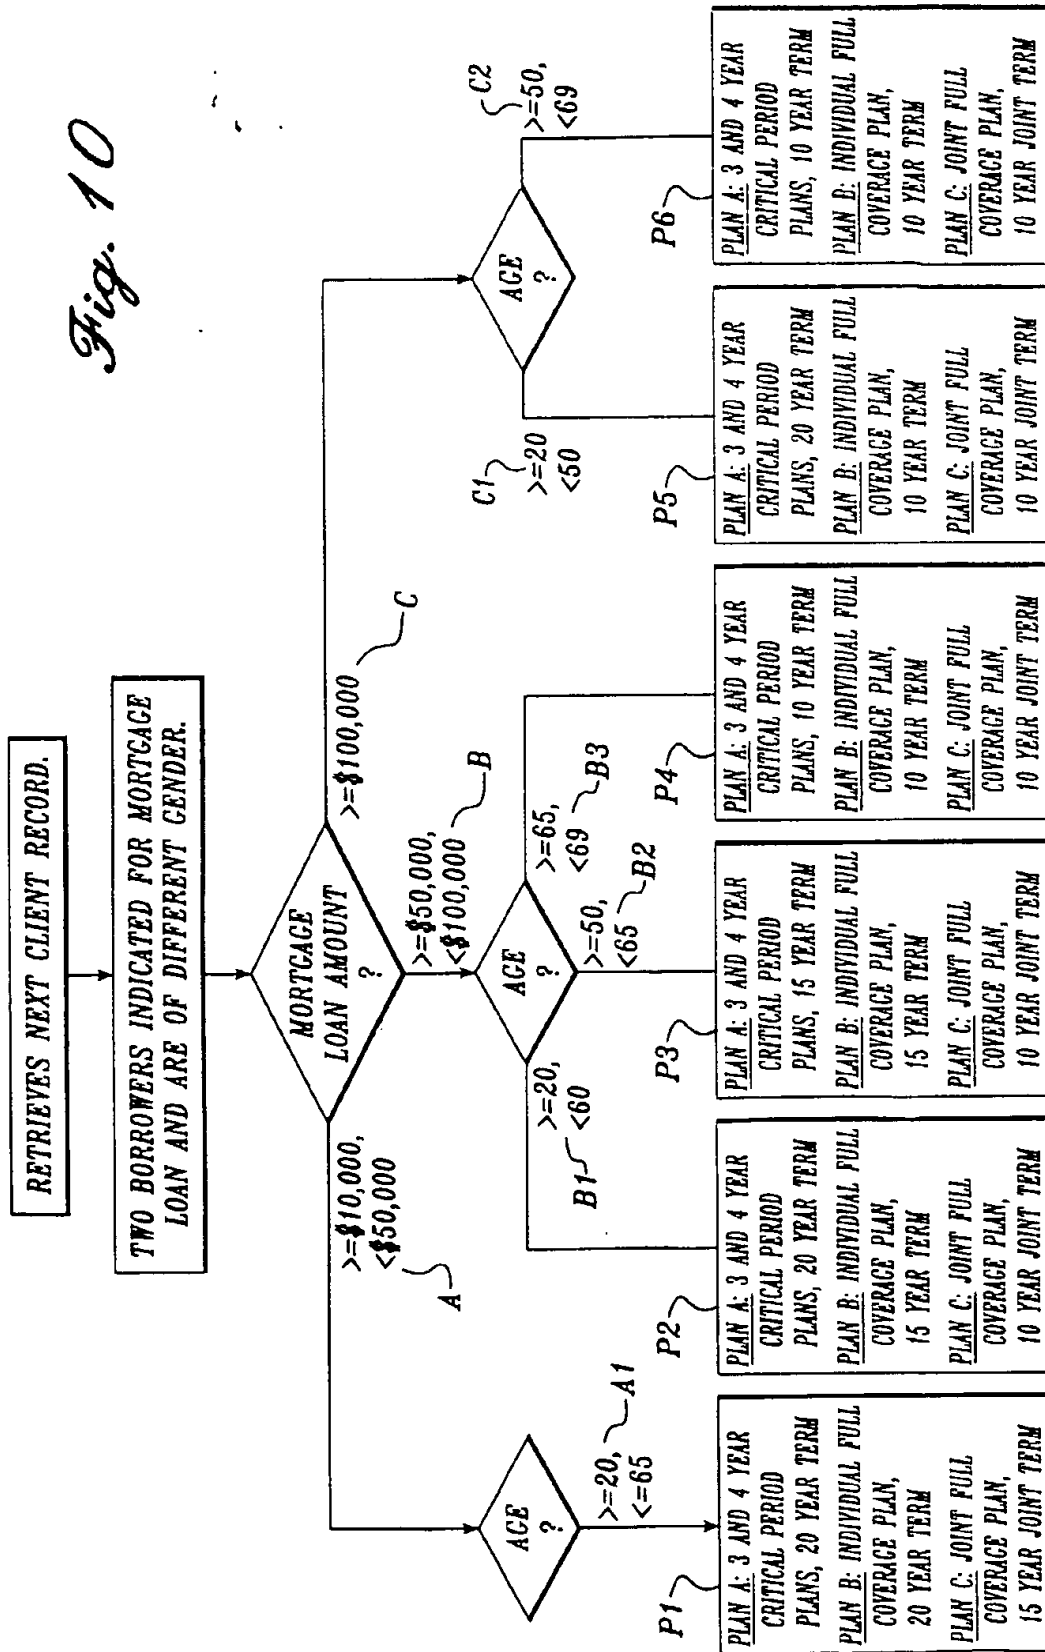 Fig. 10
RETRIEVES NEXT CLIENT RECORD.
TWO BORROWERS INDICATED FOR MORTGAGE
LOAN AND ARE OF DIFFERENT GENDER.
MORTGAGE
LOAN AMOUNT
?
>=$10,000,
<$50,000
A
>=$50,000,
<$100,000
B
>=$100,000
C
AGE
?
>=20,
<=65
A1
AGE
?
>=20,
<60
B1
>=50,
<65
B2
>=65,
<69
B3
AGE
?
C1
>=20
<50
C2
>=50,
<69
P1
PLAN A: 3 AND 4 YEAR
CRITICAL PERIOD
PLANS, 20 YEAR TERM
PLAN B: INDIVIDUAL FULL
COVERAGE PLAN,
20 YEAR TERM
PLAN C: JOINT FULL
COVERAGE PLAN,
15 YEAR JOINT TERM
P2
PLAN A: 3 AND 4 YEAR
CRITICAL PERIOD
PLANS, 20 YEAR TERM
PLAN B: INDIVIDUAL FULL
COVERAGE PLAN,
15 YEAR TERM
PLAN C: JOINT FULL
COVERAGE PLAN,
10 YEAR JOINT TERM
P3
PLAN A: 3 AND 4 YEAR
CRITICAL PERIOD
PLANS, 15 YEAR TERM
PLAN B: INDIVIDUAL FULL
COVERAGE PLAN,
15 YEAR TERM
PLAN C: JOINT FULL
COVERAGE PLAN,
10 YEAR JOINT TERM
P4
PLAN A: 3 AND 4 YEAR
CRITICAL PERIOD
PLANS, 10 YEAR TERM
PLAN B: INDIVIDUAL FULL
COVERAGE PLAN,
10 YEAR TERM
PLAN C: JOINT FULL
COVERAGE PLAN,
10 YEAR JOINT TERM
P5
PLAN A: 3 AND 4 YEAR
CRITICAL PERIOD
PLANS, 20 YEAR TERM
PLAN B: INDIVIDUAL FULL
COVERAGE PLAN,
10 YEAR TERM
PLAN C: JOINT FULL
COVERAGE PLAN,
10 YEAR JOINT TERM
P6
PLAN A: 3 AND 4 YEAR
CRITICAL PERIOD
PLANS, 10 YEAR TERM
PLAN B: INDIVIDUAL FULL
COVERAGE PLAN,
10 YEAR TERM
PLAN C: JOINT FULL
COVERAGE PLAN,
10 YEAR JOINT TERM